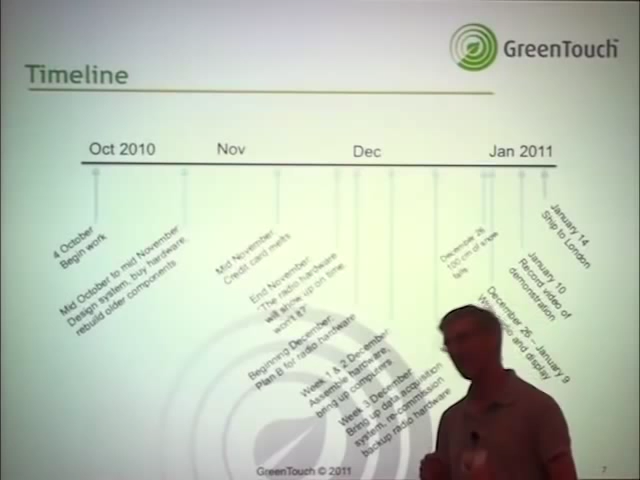 GreenTouch
Timeline
Oct 2010
Nov
Dec
Jan 2011
4 October
Begin work
Mid October to mid November
Design system, buy hardware,
rebuild older components
Mid November
Credit card melts
End November
"The radio hardware
will show up on time,
won't it?"
Beginning December
Plan B for radio hardware
Week 1 & 2 December
Assemble hardware,
bring up computers
Week 3 December
Bring up data acquisition
system, re-commission
backup radio hardware
December 26
100 cm of snow
falls
December 26 – January 9
and display
January 10
Record video of
demonstration
January 14
Ship to London
GreenTouch © 2011
7